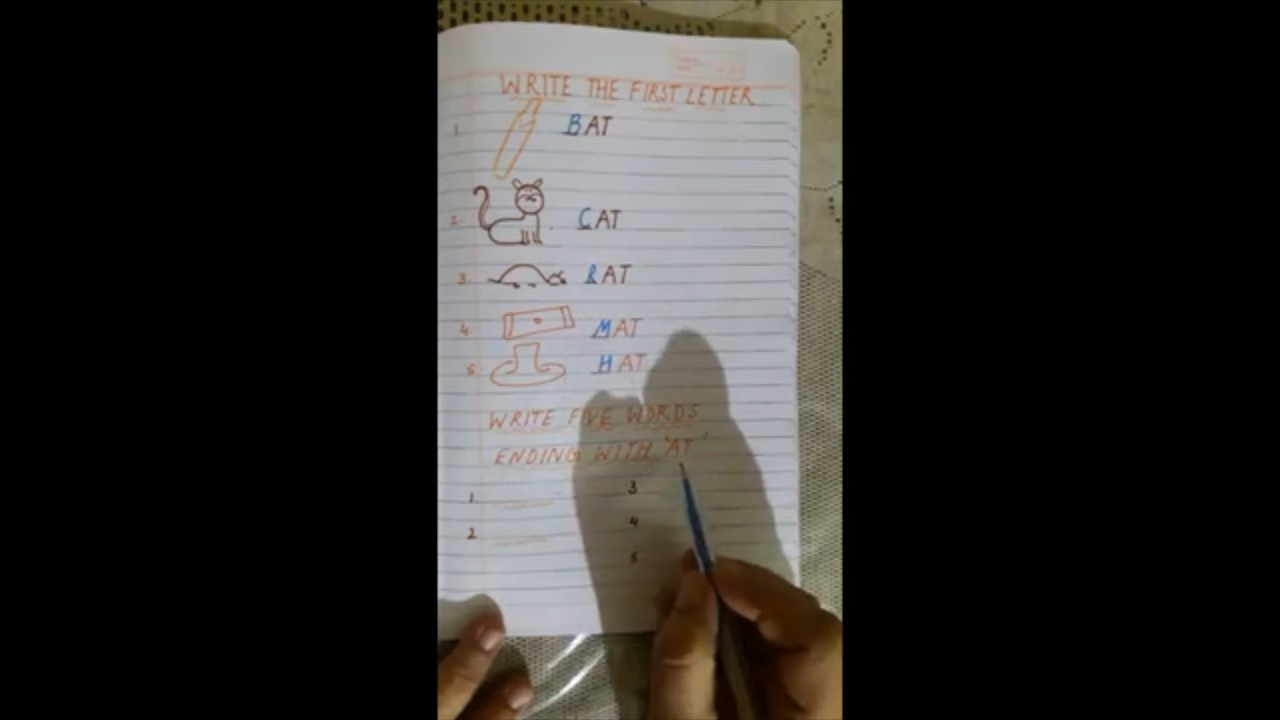 WRITE THE FIRST LETTER
1. BAT
2. CAT
3. RAT
4. MAT
5. HAT
WRITE FIVE WORDS
ENDING WITH 'AT'
1. 3
2 4
5